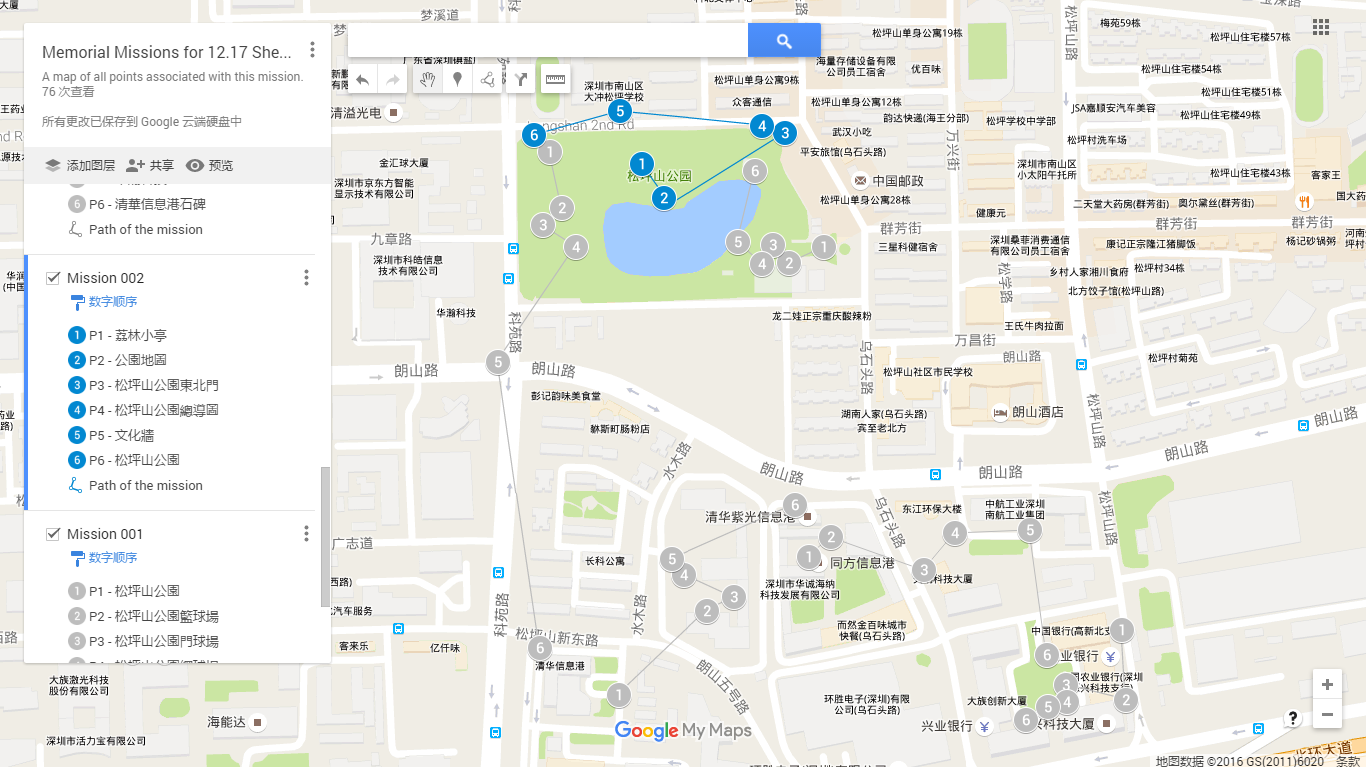 Memorial Missions for 12.17 She...
A map of all points associated with this mission.
76 次查看
所有更改已保存到 Google 云端硬盘中
添加图层
共享
预览
6 P6 - 清華信息港石碑
Path of the mission
Mission 002
数字顺序
1 P1 - 荔林小亭
2 P2 - 公園地圖
3 P3 - 松坪山公園東北門
4 P4 - 松坪山公園總導圖
5 P5 - 文化牆
6 P6 - 松坪山公園
Path of the mission
Mission 001
数字顺序
1 P1 - 松坪山公園
2 P2 - 松坪山公園籃球場
3 P3 - 松坪山公園門球場
梦溪道
松坪山单身公寓19栋
海量存储设备有限
公司员工宿舍
优百味
梅苑59栋
松坪山住宅楼57栋
松坪山住宅楼54栋
松坪山住宅楼51栋
松坪山住宅楼49栋
JSA嘉顺安汽车美容
松坪山路
深圳市南山区
大冲松坪学校
松坪山单身公寓9栋
众客通信
松坪山单身公寓12栋
韵达快递(海王分部)
松坪学校中学部
松坪村洗车场
清溢光电
武汉小吃
平安旅馆(乌石头路)
万兴街
金汇球大厦
深圳市京东方智能
显示技术有限公司
松坪山公园
中国邮政
松坪山单身公寓28栋
深圳市南山区
小太阳午托所
松坪山住宅楼43栋
客家王
二天堂大药房(群芳街)
奥尔黛丝(群芳街)
健康元
群芳街
群芳街
群芳街
杨记砂锅粥
九章路
三星科健宿舍
深圳桑菲消费通信
有限公司员工宿舍
康记正宗隆江猪脚饭
深圳市科皓信息
技术有限公司
松坪村34栋
乡村人家湘川食府
北方饺子馆(松坪山路)
松学路
华瀚科技
科苑路
龙二娃正宗重庆酸辣粉
王氏牛肉拉面
万昌街
乌石头路
朗山路
朗山路
朗山路
松坪村菊苑
松坪山社区市民学校
彭记韵味美食堂
湖南人家(乌石头路)
宾至老北方
朗山酒店
松坪山路
朗山路
朗山路
躺斯町肠粉店
水木路
朗山路
朗山路
清华紫光信息港
乌石头路
东江环保大楼
中航工业深圳
南航工业集团
松坪山路
广志道
长科公寓
同方信息港
深圳市华诚海纳
科技发展有限公司
科苑路
水木路
汽车服务
客来乐
亿仟味
松坪山新东路
清华信息港
而然金百味城市
快餐(乌石头路)
中国银行(高新北支
业银行
农业银行(深圳
兴科技支行)
大族创新大厦
兴科技大厦
大族激光科技
股份有限公司
海能达
深圳市活力宝有限公司
朗山五号路
环胜电子(深圳)有限
公司(乌石头路)
兴业银行
Google My Maps
北环大道
地图数据 ©2016 GS(2011)6020 条款